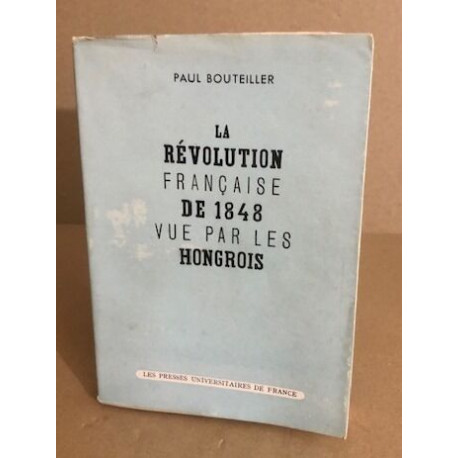 PAUL BOUTEILLER
LA
RÉVOLUTION
FRANÇAISE
DE 1848
VUE PAR LES
HONGROIS
LES PRESSES UNIVERSITAIRES DE FRANCE